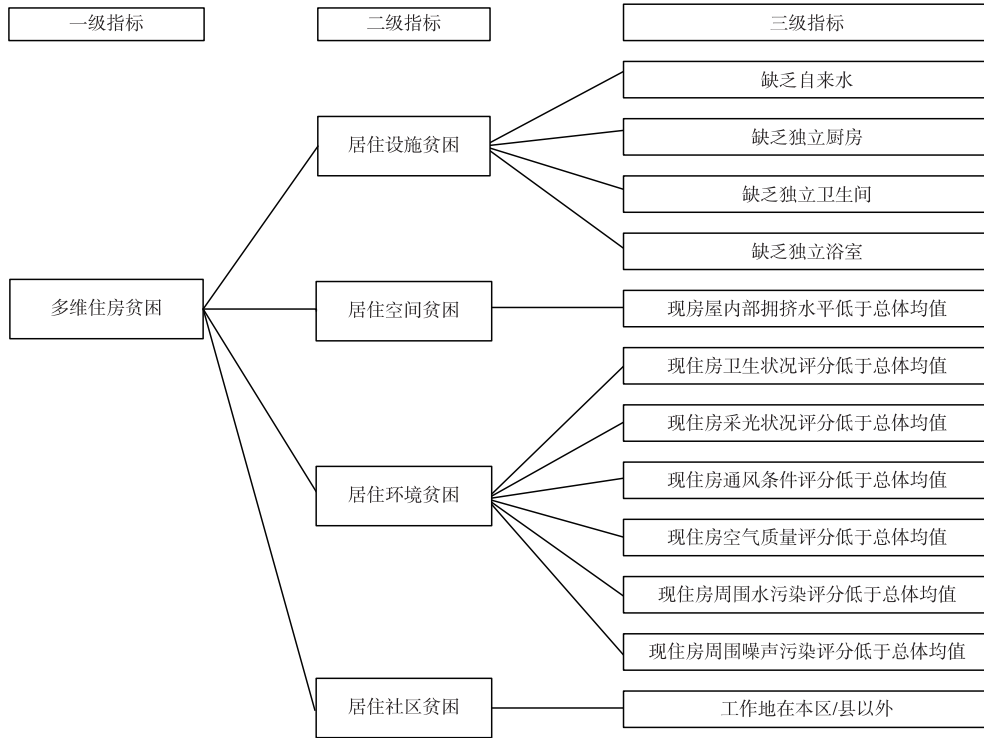 一级指标
二级指标
三级指标
多维住房贫困
居住设施贫困
缺乏自来水
缺乏独立厨房
缺乏独立卫生间
缺乏独立浴室
居住空间贫困
现房屋内部拥挤水平低于总体均值
居住环境贫困
现住房卫生状况评分低于总体均值
现住房采光状况评分低于总体均值
现住房通风条件评分低于总体均值
现住房空气质量评分低于总体均值
现住房周围水污染评分低于总体均值
现住房周围噪声污染评分低于总体均值
居住社区贫困
工作地在本区/县以外